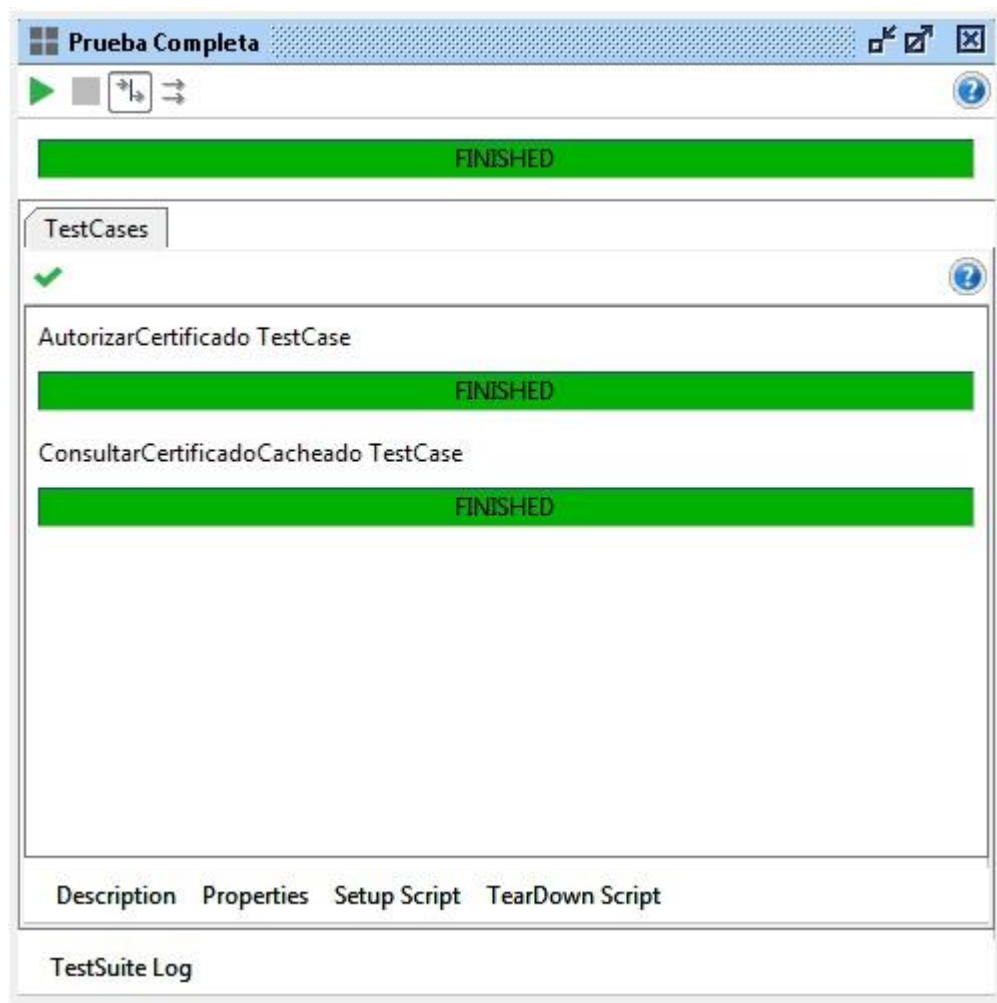 Prueba Completa
FINISHED
TestCases
AutorizarCertificado TestCase
FINISHED
ConsultarCertificadoCacheado TestCase
FINISHED
Description Properties Setup Script TearDown Script
TestSuite Log